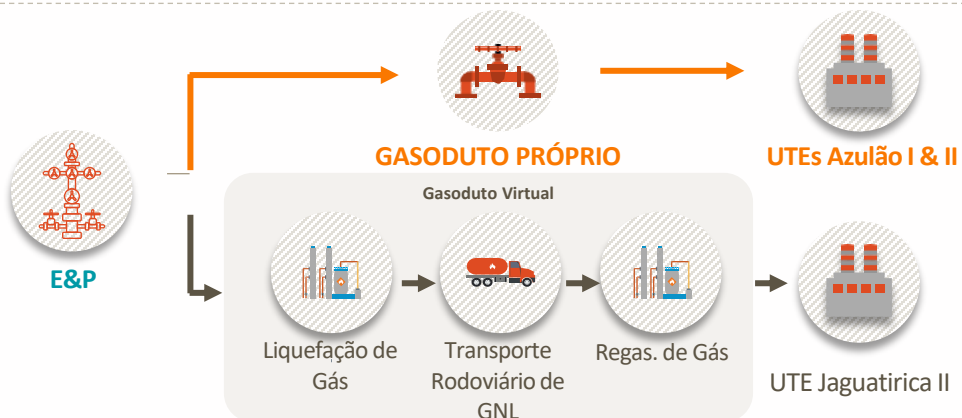 GASODUTO PRÓPRIO
UTEs Azulão I & II
E&P
Gasoduto Virtual
Liquefação de
Gás
Transporte
Rodoviário de
GNL
Regas. de Gás
UTE Jaguatirica II